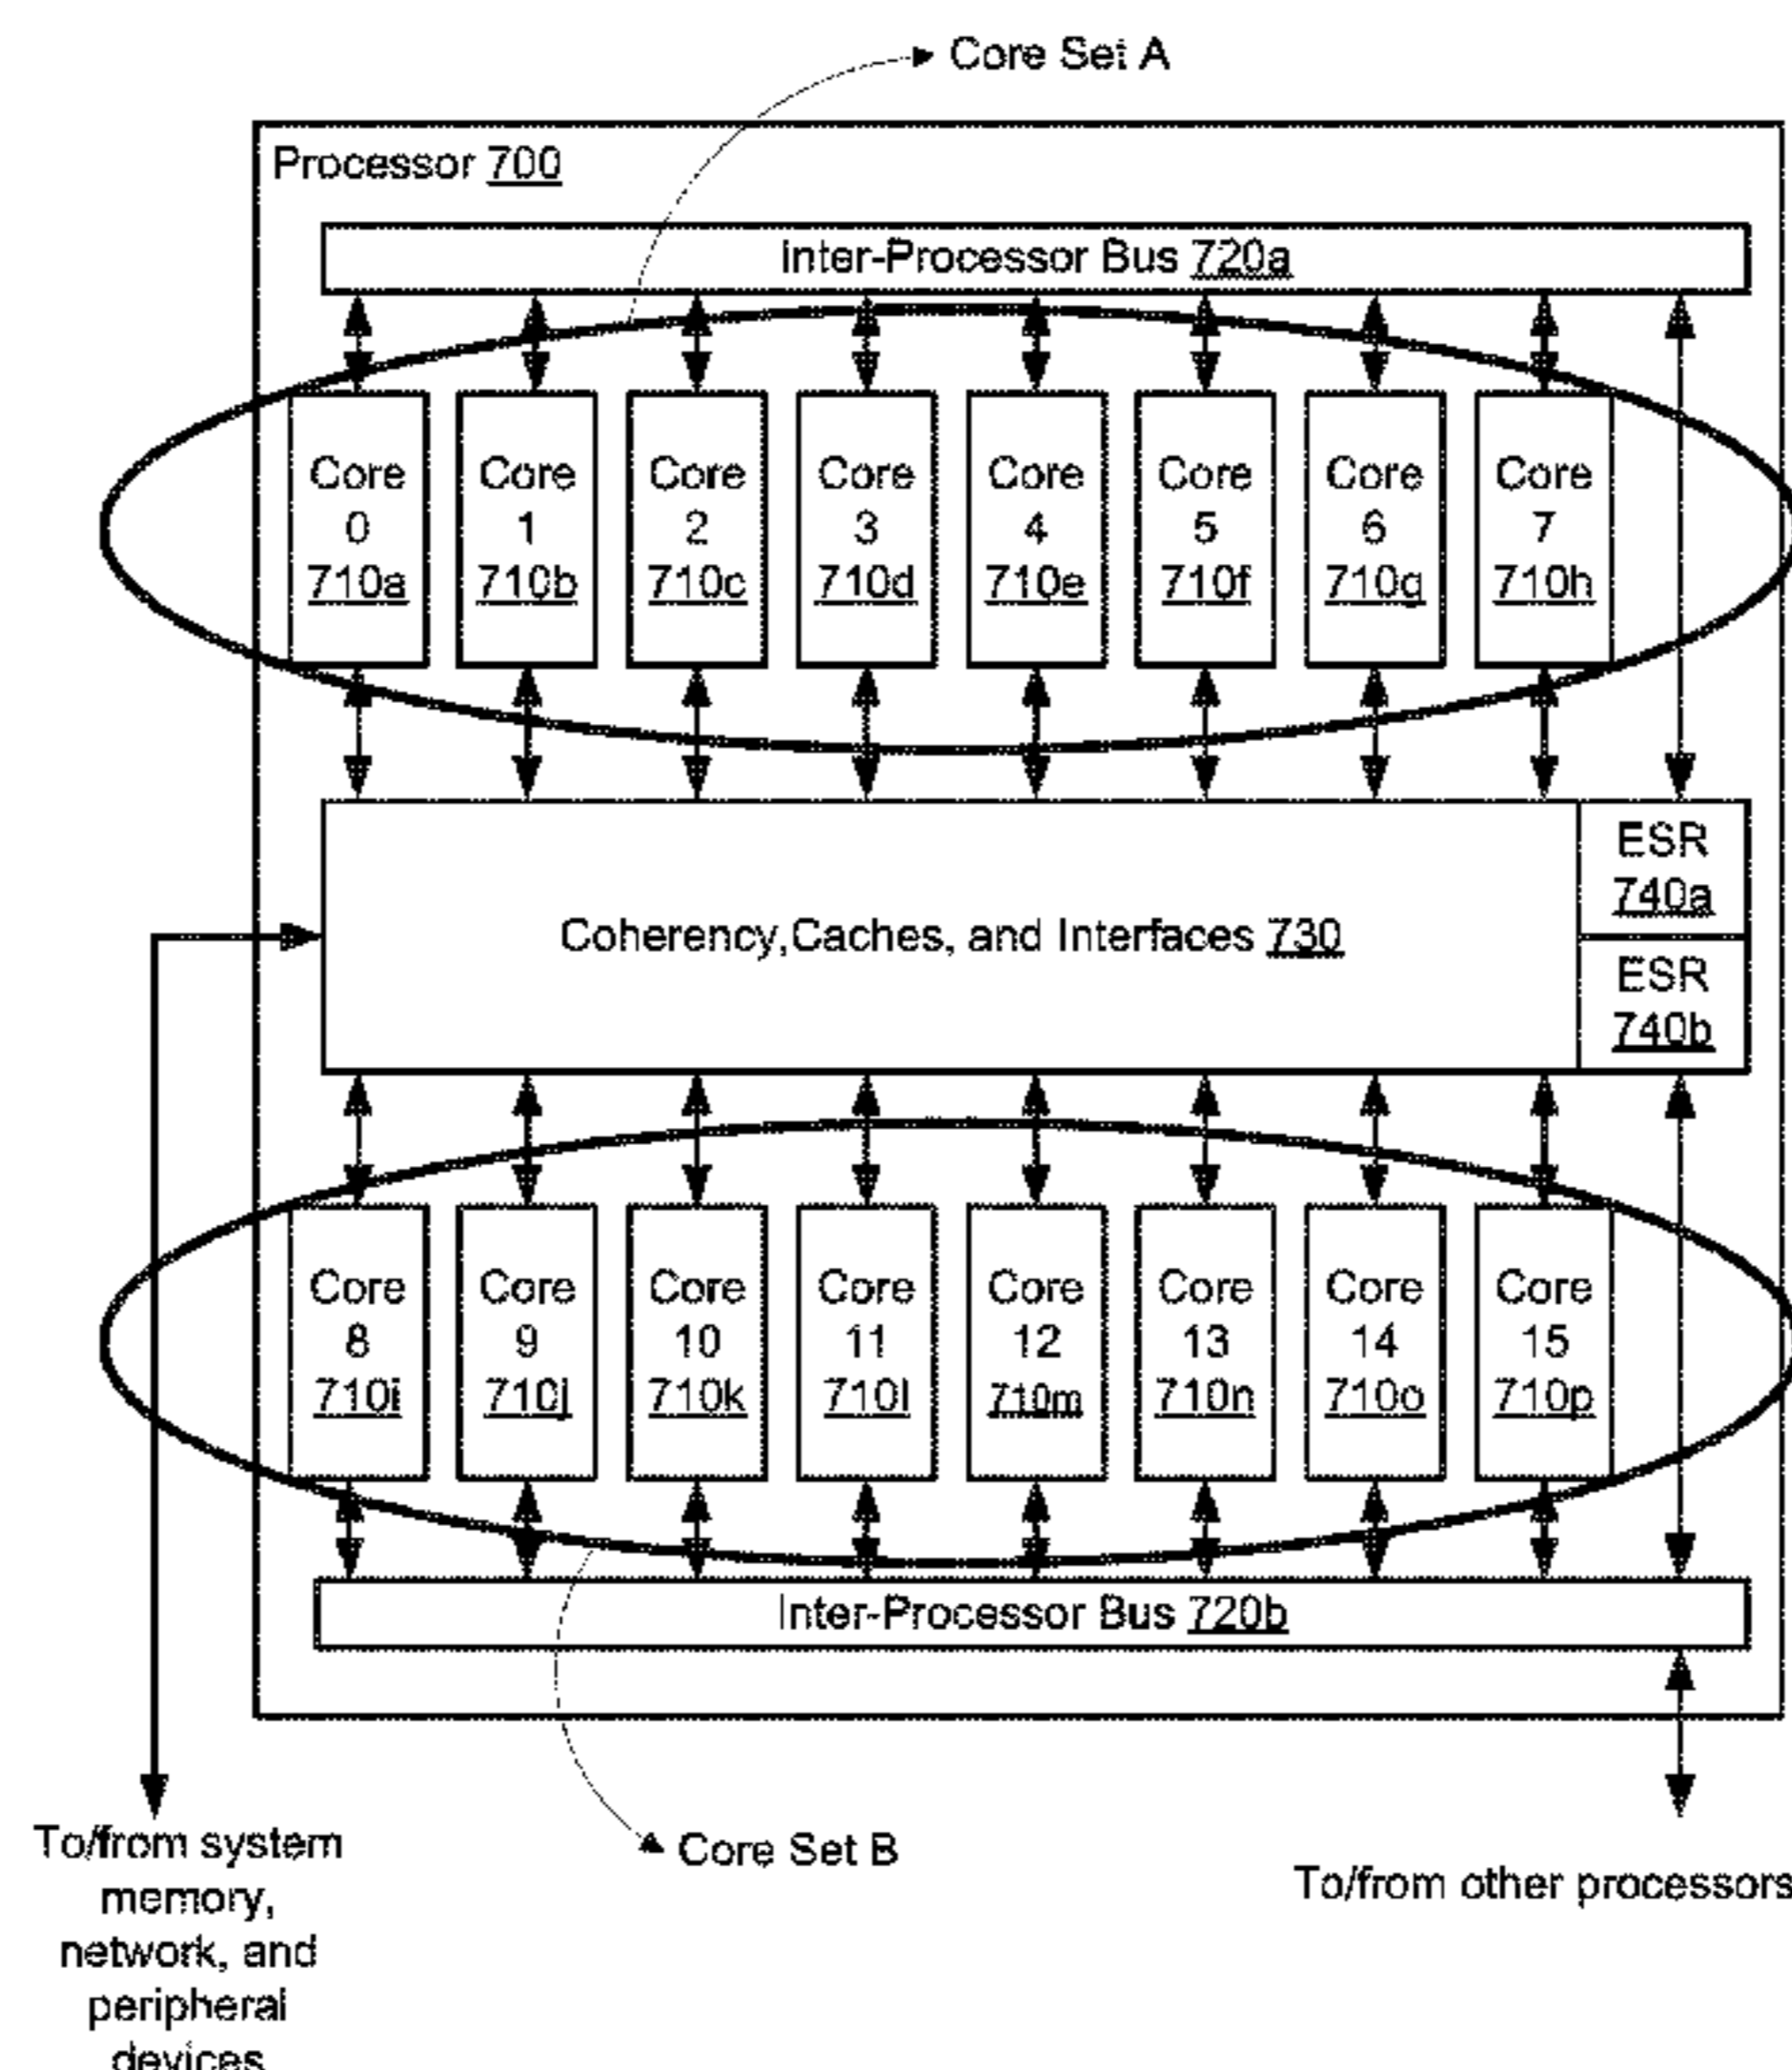 Core Set A
Processor 700
Inter-Processor Bus 720a
Core
0
710a
Core
1
710b
Core
2
710c
Core
3
710d
Core
4
710e
Core
5
710f
Core
6
710g
Core
7
710h
ESR
740a
Coherency,Caches, and Interfaces 730
ESR
740b
Core
8
710i
Core
9
710j
Core
10
710k
Core
11
710l
Core
12
710m
Core
13
710n
Core
14
710o
Core
15
710p
Inter-Processor Bus 720b
To/from system
memory,
network, and
peripheral
devices
Core Set B
To/from other processors